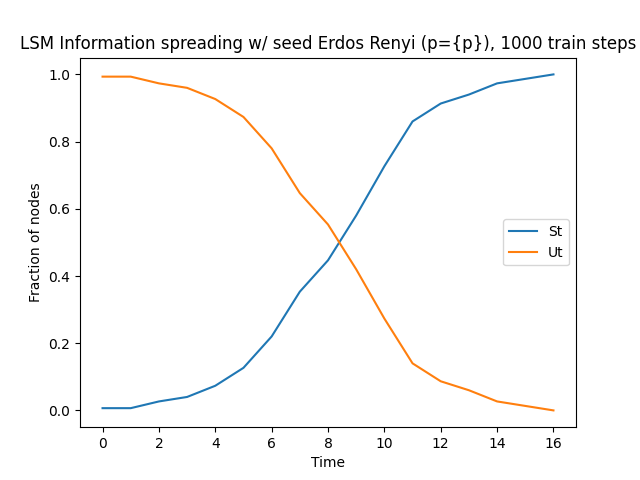 LSM Information spreading w/ seed Erdos Renyi (p={p}), 1000 train steps
1.0
0.8
0.6
0.4
0.2
0.0
Fraction of nodes
St
Ut
0 2 4 6 8 10 12 14 16
Time